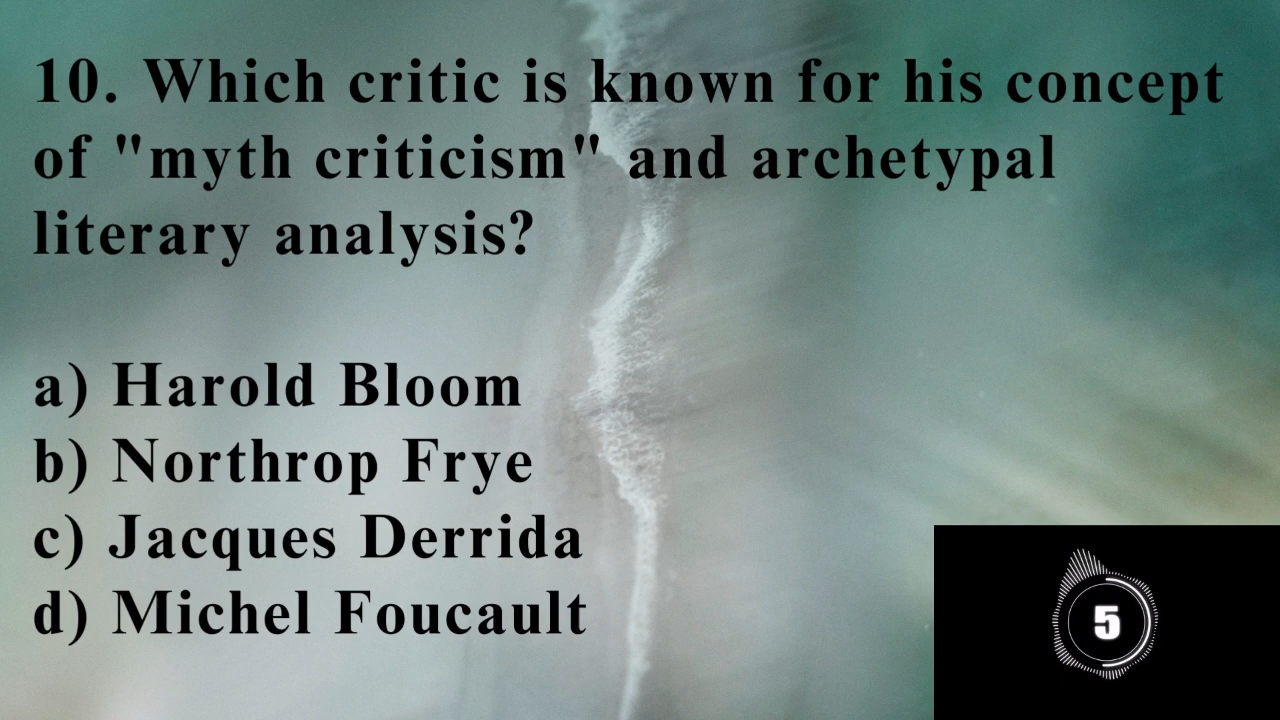 10. Which critic is known for his concept
of "myth criticism" and archetypal
literary analysis?
a) Harold Bloom
b) Northrop Frye
c) Jacques Derrida
d) Michel Foucault
5